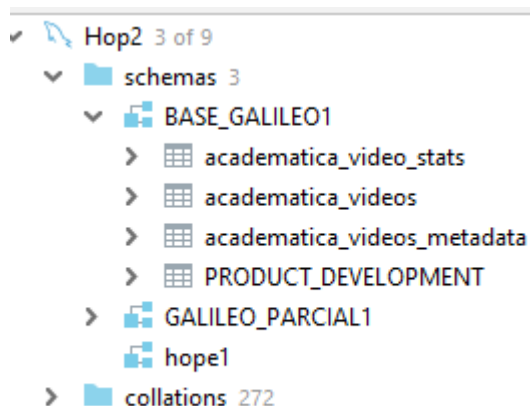 Hop2 3 of 9
schemas 3
BASE_GALILEO1
academatica_video_stats
academatica_videos
academatica_videos_metadata
PRODUCT_DEVELOPMENT
GALILEO_PARCIAL1
hope1
collations 272